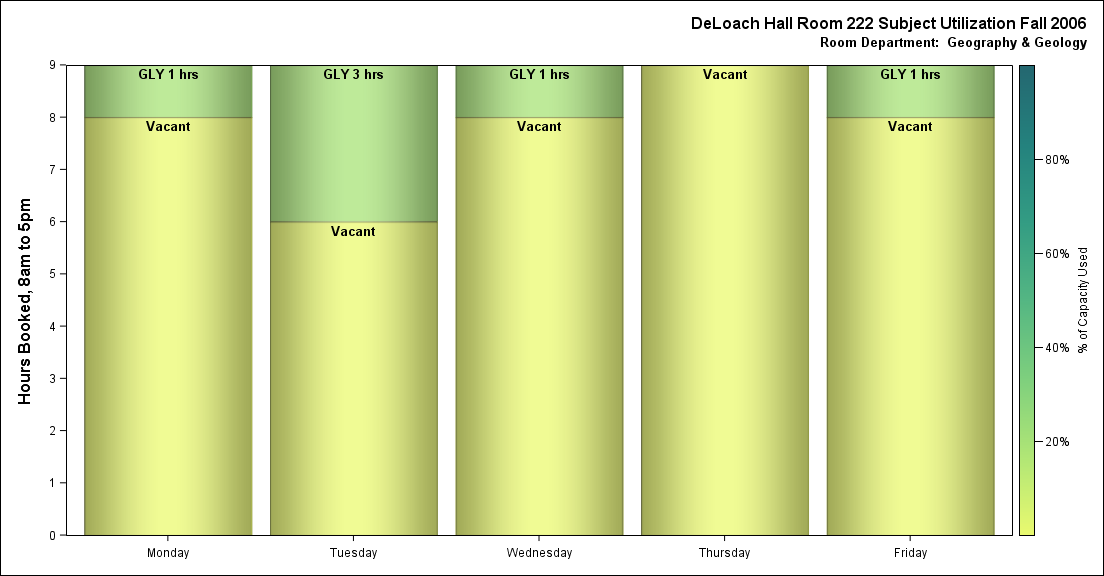 DeLoach Hall Room 222 Subject Utilization Fall 2006
Room Department: Geography & Geology
Hours Booked, 8am to 5pm
9
8
7
6
5
4
3
2
1
0
GLY 1 hrs
Vacant
GLY 3 hrs
Vacant
GLY 1 hrs
Vacant
Vacant
GLY 1 hrs
Vacant
Monday
Tuesday
Wednesday
Thursday
Friday
80%
60%
40%
20%
% of Capacity Used